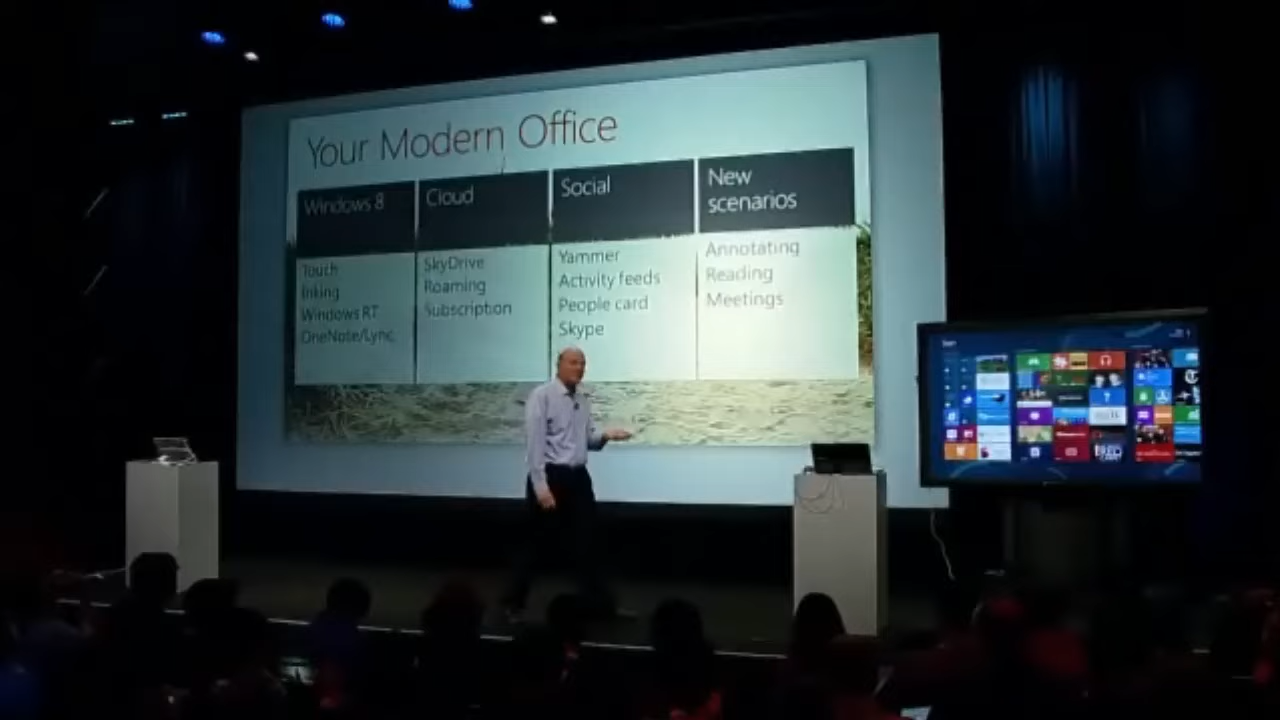 Your Modern Office
Windows 8
Touch
Inking
Windows RT
OneNote/Lync
Cloud
SkyDrive
Roaming
Subscription
Social
Yammer
Activity feeds
People card
Skype
New
scenarios
Annotating
Reading
Meetings
Start